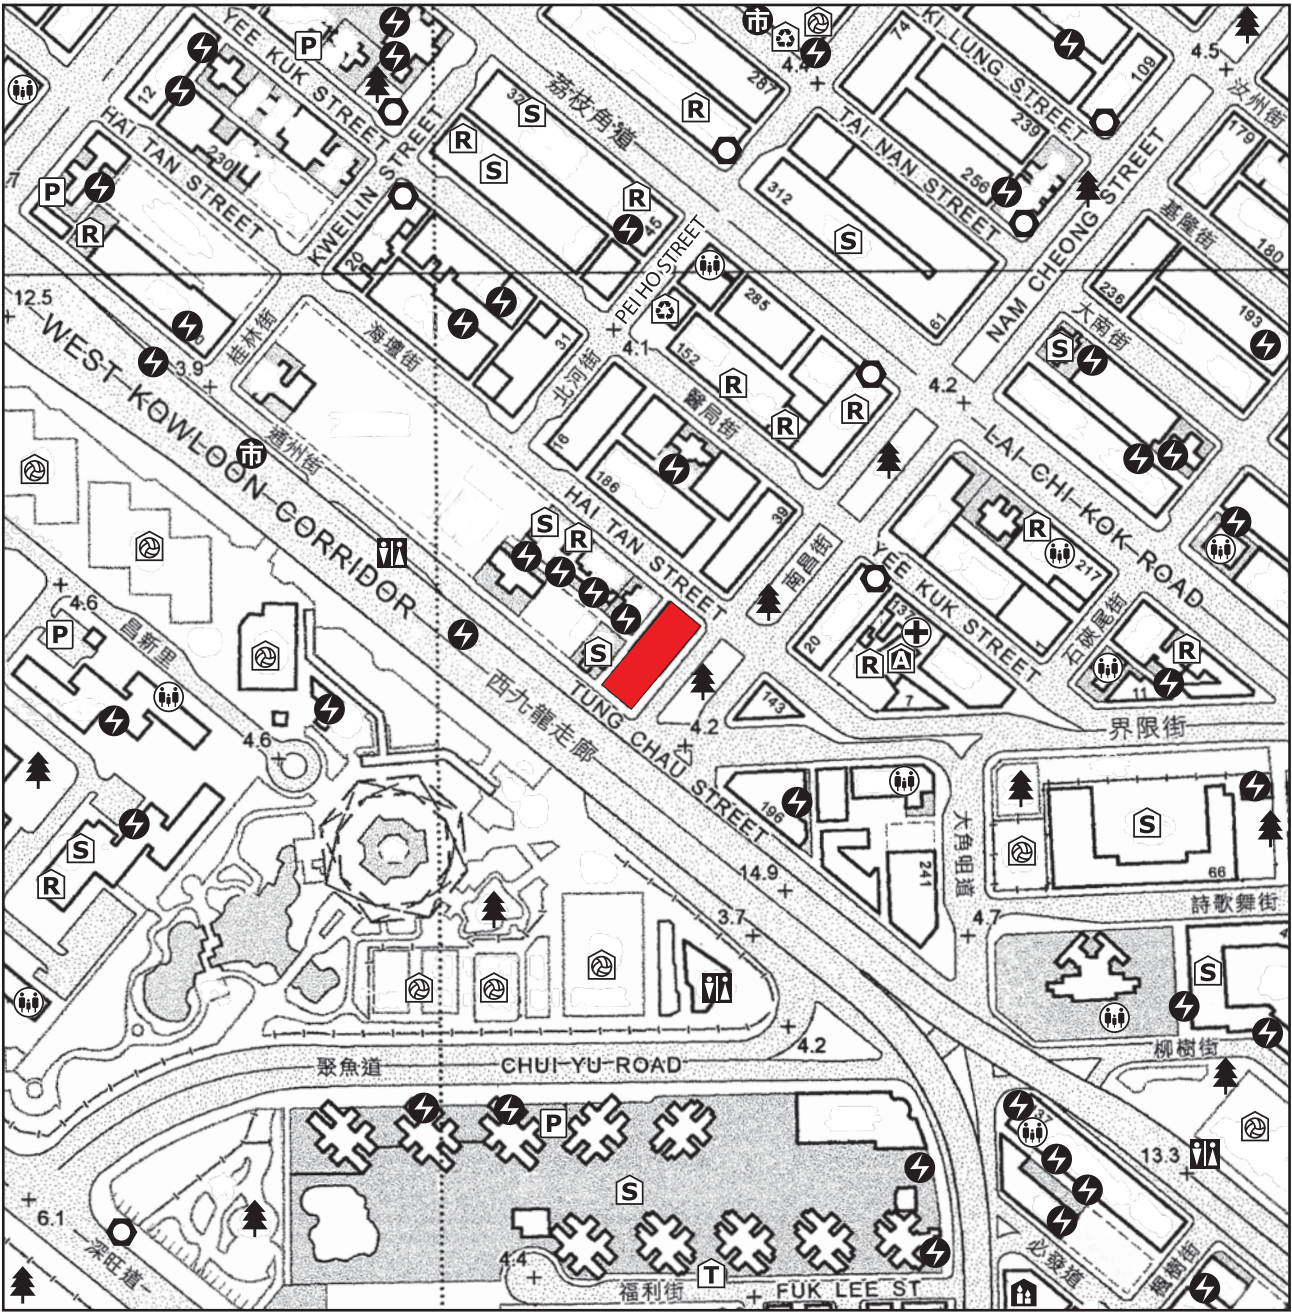 YEE KUK STREET
P
4.4
74
KI LUNG STREET
109
4.5
汝州街
12
HAI TAN STREET
230
荔枝角道
S
R
287
239
TAI NAN STREET
256
179
R
S
312
S
R
45
P
R
KWEILIN STREET
20
PEI HO STREET
285
61
NAM CHEONG STREET
基隆街
180
236
大南街
193
12.5
WEST KOWLOON CORRIDOR
3.9
桂林街
海壇街
31
4.1
北河街
152
R
醫局街
R
R
4.2
S
通州街
16
186
39
HAI TAN STREET
LAI CHI KOK ROAD
S
R
南昌街
YEE KUK STREET
R
217
石硤尾街
4.6
昌新里
P
20
137
R
A
7
11
R
S
西九龍走廊
TUNG CHAU STREET
4.2
143
界限街
4.6
196
大角咀道
241
S
66
S
R
14.9
3.7
4.7
詩歌舞街
S
柳樹街
4.2
聚魚道
CHUI YU ROAD
P
S
13.3
6.1
深旺道
4.4
T
福利街
FUK LEE ST
必發道
楓樹街